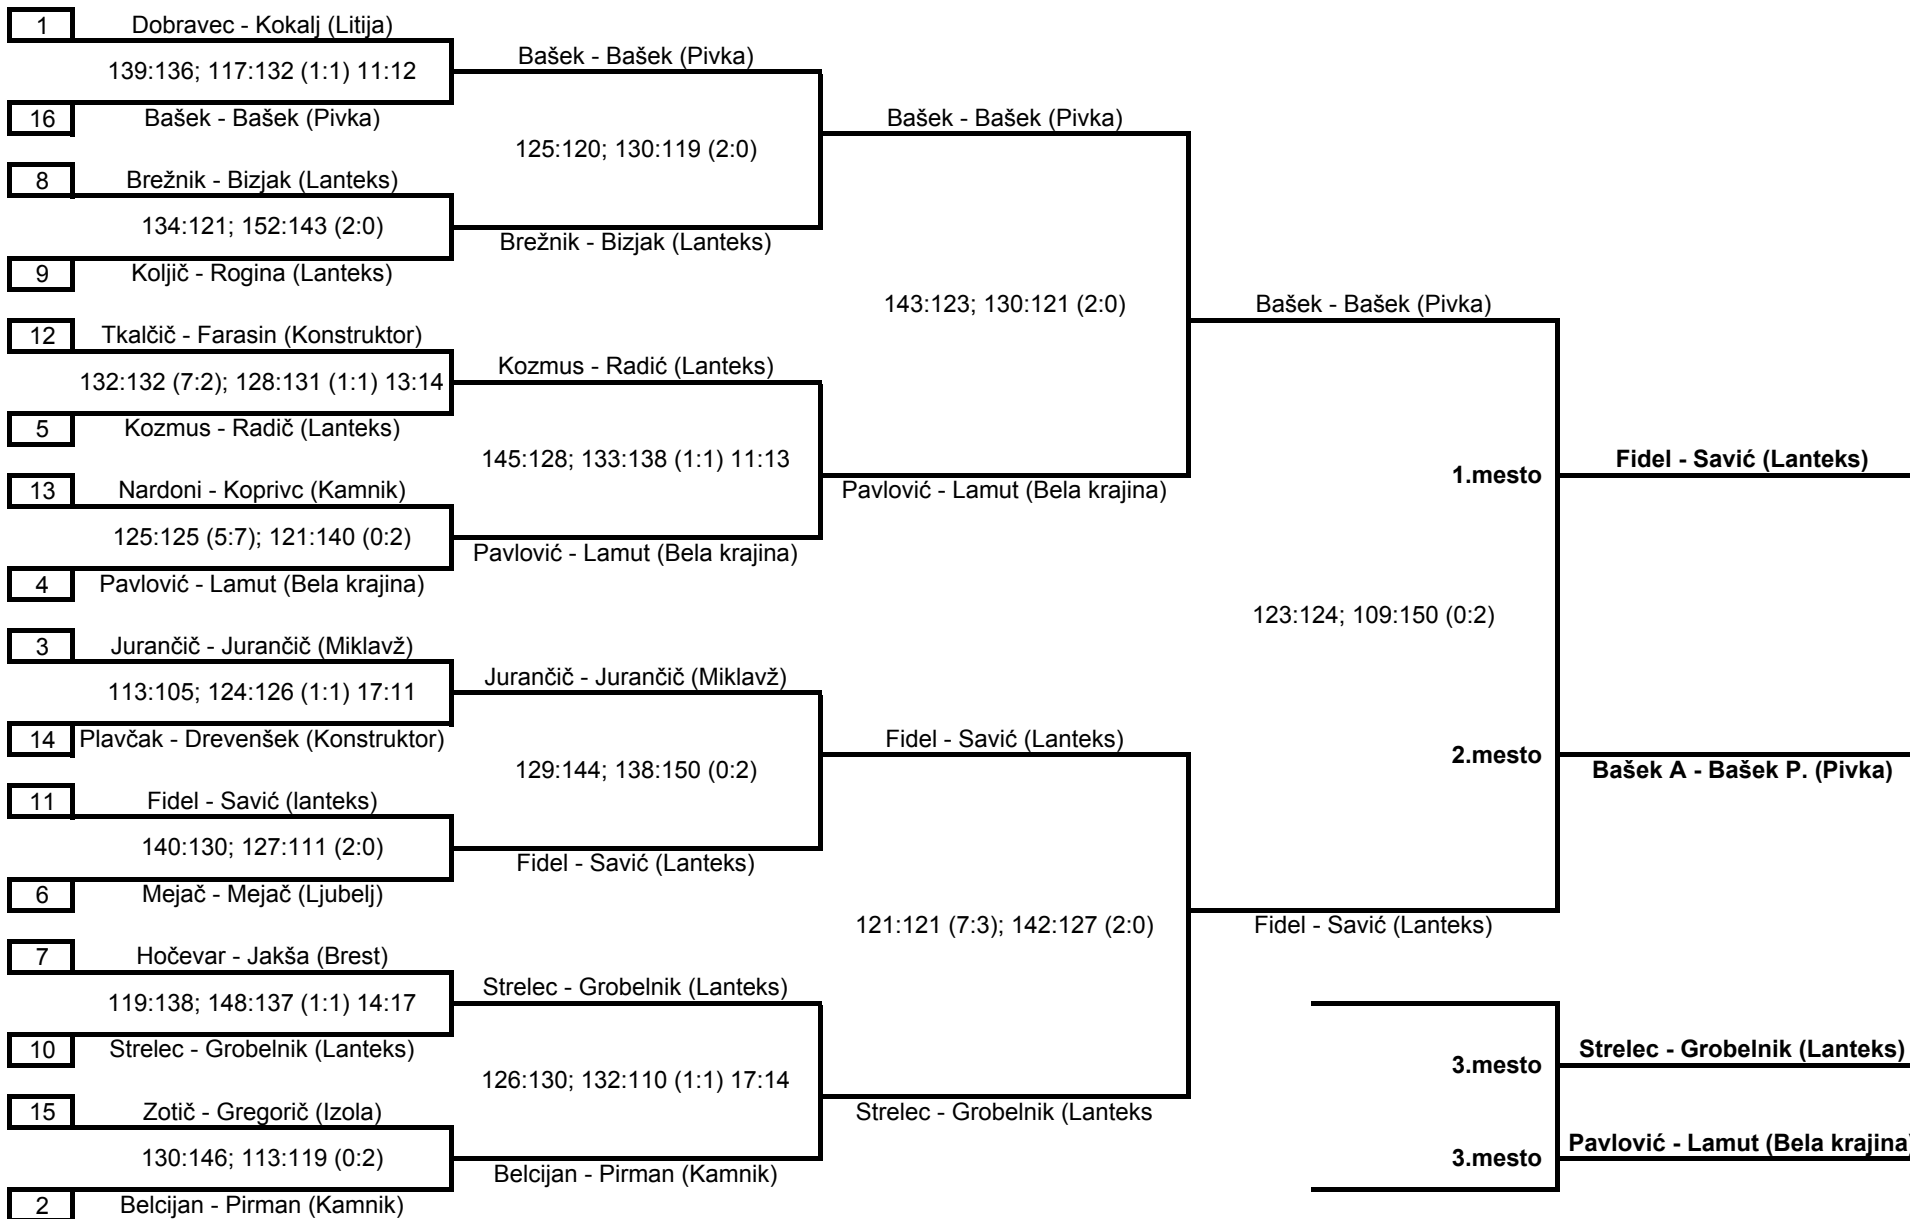 1 Dobravec - Kokalj (Litija)
139:136; 117:132 (1:1) 11:12
16 Bašek - Bašek (Pivka)
8 Brežnik - Bizjak (Lanteks)
134:121; 152:143 (2:0)
9 Koljič - Rogina (Lanteks)
12 Tkalčič - Farasin (Konstruktor)
132:132 (7:2); 128:131 (1:1) 13:14
5 Kozmus - Radič (Lanteks)
13 Nardoni - Koprivc (Kamnik)
125:125 (5:7); 121:140 (0:2)
4 Pavlović - Lamut (Bela krajina)
3 Jurančič - Jurančič (Miklavž)
113:105; 124:126 (1:1) 17:11
14 Plavčak - Drevenšek (Konstruktor)
11 Fidel - Savić (lanteks)
140:130; 127:111 (2:0)
6 Mejač - Mejač (Ljubelj)
7 Hočevar - Jakša (Brest)
119:138; 148:137 (1:1) 14:17
10 Strelec - Grobelnik (Lanteks)
15 Zotič - Gregorič (Izola)
130:146; 113:119 (0:2)
2 Belcijan - Pirman (Kamnik)
Bašek - Bašek (Pivka)
125:120; 130:119 (2:0)
Brežnik - Bizjak (Lanteks)
Kozmus - Radić (Lanteks)
145:128; 133:138 (1:1) 11:13
Pavlović - Lamut (Bela krajina)
Jurančič - Jurančič (Miklavž)
129:144; 138:150 (0:2)
Fidel - Savić (Lanteks)
Strelec - Grobelnik (Lanteks)
126:130; 132:110 (1:1) 17:14
Belcijan - Pirman (Kamnik)
Bašek - Bašek (Pivka)
143:123; 130:121 (2:0)
Pavlović - Lamut (Bela krajina)
Fidel - Savić (Lanteks)
121:121 (7:3); 142:127 (2:0)
Strelec - Grobelnik (Lanteks
Bašek - Bašek (Pivka)
123:124; 109:150 (0:2)
Fidel - Savić (Lanteks)
1.mesto Fidel - Savić (Lanteks)
2.mesto Bašek A - Bašek P. (Pivka)
3.mesto Strelec - Grobelnik (Lanteks)
3.mesto Pavlović - Lamut (Bela krajina)